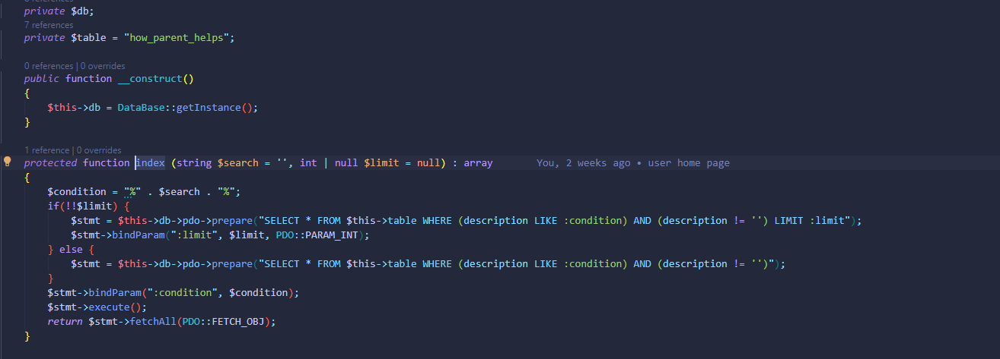 0 references | 0 overrides
private $db;
7 references
private $table = "how_parent_helps";
0 references | 0 overrides
public function __construct()
{
$this->db = DataBase::getInstance();
}
1 reference | 0 overrides
protected function index (string $search = '', int | null $limit = null) : array You, 2 weeks ago • user home page
{
$condition = "%" . $search . "%";
if(!!$limit) {
$stmt = $this->db->pdo->prepare("SELECT * FROM $this->table WHERE (description LIKE :condition) AND (description != '') LIMIT :limit");
$stmt->bindParam(":limit", $limit, PDO::PARAM_INT);
} else {
$stmt = $this->db->pdo->prepare("SELECT * FROM $this->table WHERE (description LIKE :condition) AND (description != '')");
}
$stmt->bindParam(":condition", $condition);
$stmt->execute();
return $stmt->fetchAll(PDO::FETCH_OBJ);
}